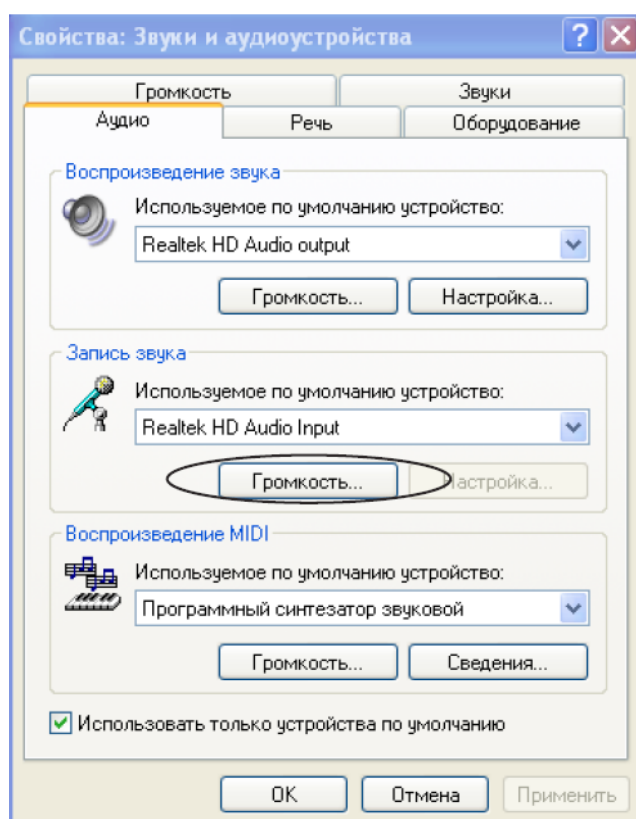 Свойства: Звуки и аудиоустройства
Громкость
Звуки
Аудио
Речь
Оборудование
Воспроизведение звука
Используемое по умолчанию устройство:
Realtek HD Audio output
Громкость...
Настройка...
Запись звука
Используемое по умолчанию устройство:
Realtek HD Audio Input
Громкость...
Настройка...
Воспроизведение MIDI
Используемое по умолчанию устройство:
Программный синтезатор звуковой
Громкость...
Сведения...
Использовать только устройства по умолчанию
OK
Отмена
Применить